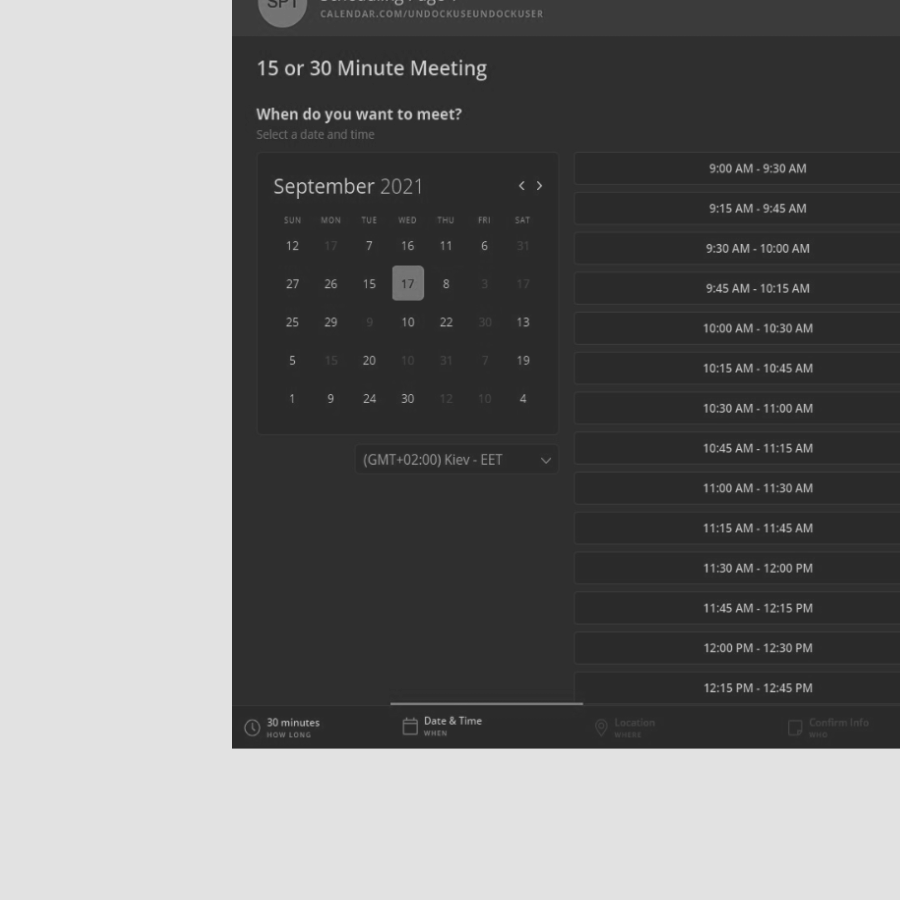 SPT
Scheduling Page 1
CALENDAR.COM/UNDOCKUSEUNDOCKUSER
15 or 30 Minute Meeting
When do you want to meet?
Select a date and time
September 2021
‹ ›
SUN MON TUE WED THU FRI SAT
12 17 7 16 11 6 31
27 26 15 17 8 3 17
25 29 9 10 22 30 13
5 15 20 10 31 7 19
1 9 24 30 12 10 4
(GMT+02:00) Kiev - EET
9:00 AM - 9:30 AM
9:15 AM - 9:45 AM
9:30 AM - 10:00 AM
9:45 AM - 10:15 AM
10:00 AM - 10:30 AM
10:15 AM - 10:45 AM
10:30 AM - 11:00 AM
10:45 AM - 11:15 AM
11:00 AM - 11:30 AM
11:15 AM - 11:45 AM
11:30 AM - 12:00 PM
11:45 AM - 12:15 PM
12:00 PM - 12:30 PM
12:15 PM - 12:45 PM
30 minutes
HOW LONG
Date & Time
WHEN
Location
WHERE
Confirm Info
WHO